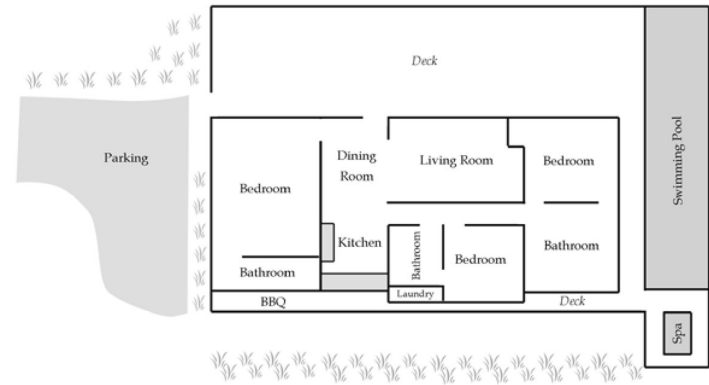 Deck
Swimming Pool
Parking
Dining
Room
Living Room
Bedroom
Bedroom
Kitchen
Bathroom
Bedroom
Bathroom
Bathroom
Laundry
BBQ
Deck
Spa